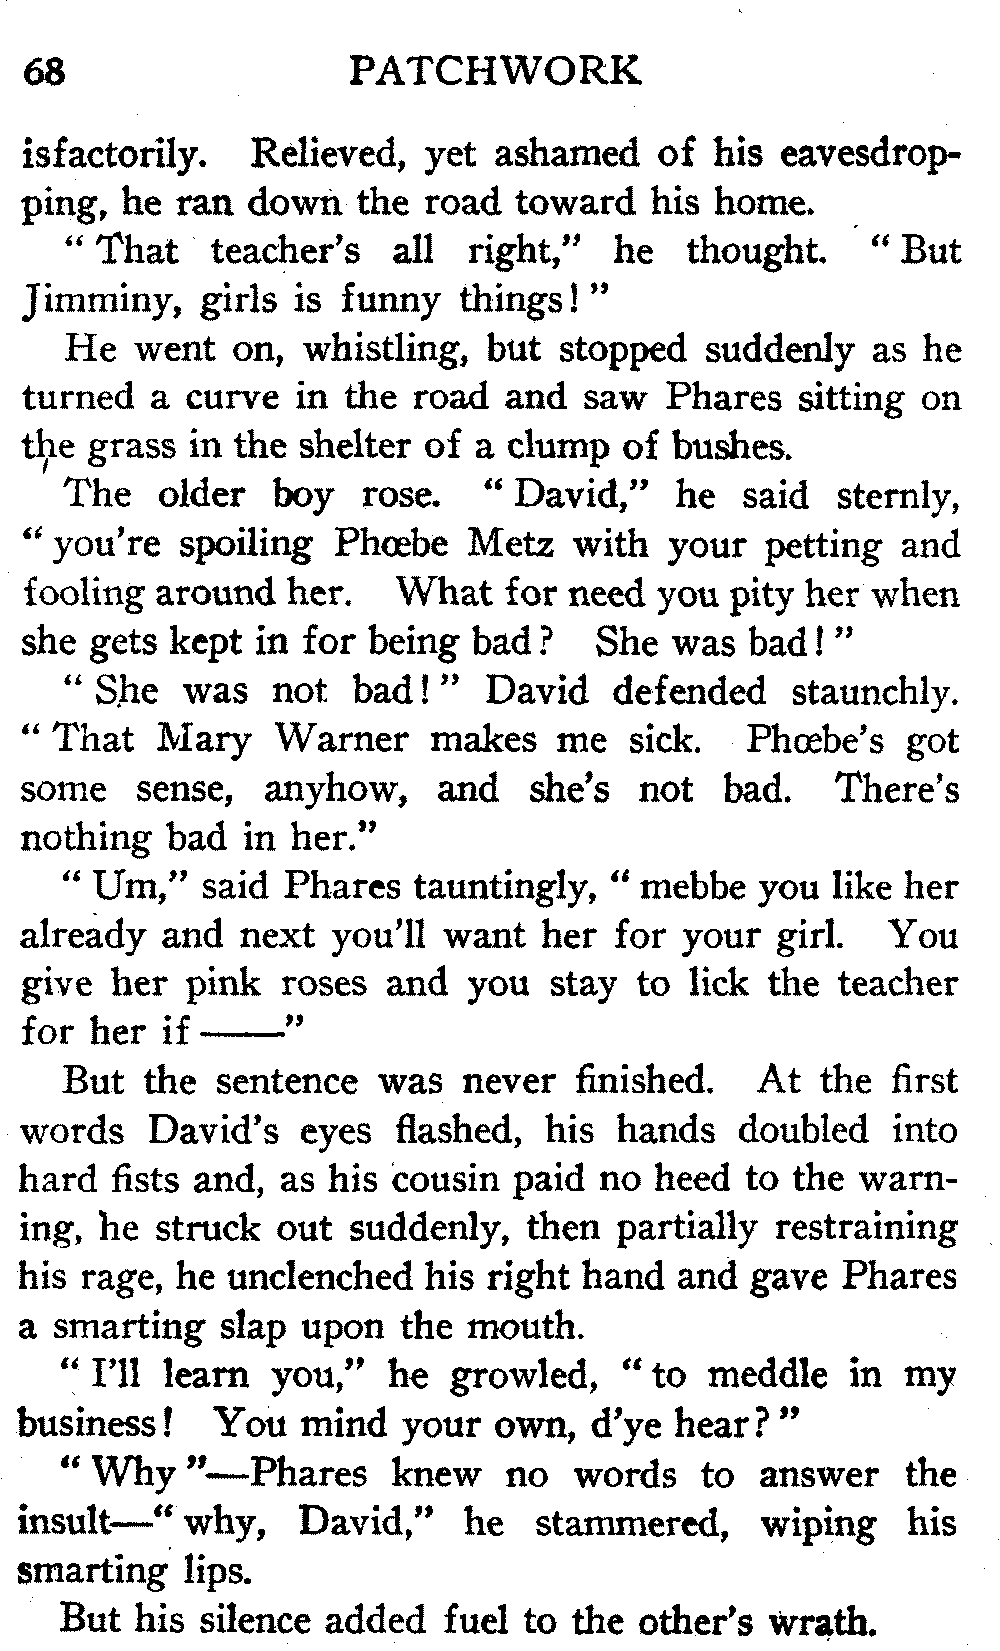 68 PATCHWORK
isfactorily. Relieved, yet ashamed of his eavesdrop-
ping, he ran down the road toward his home.
“ That teacher's all right,” he thought. “ But
Jimminy, girls is funny things! ”
He went on, whistling, but stopped suddenly as he
turned a curve in the road and saw Phares sitting on
the grass in the shelter of a clump of bushes.
The older boy rose. “ David,” he said sternly,
“ you're spoiling Phœbe Metz with your petting and
fooling around her. What for need you pity her when
she gets kept in for being bad? She was bad! ”
“ She was not bad! ” David defended staunchly.
“ That Mary Warner makes me sick. Phœbe's got
some sense, anyhow, and she's not bad. There's
nothing bad in her.”
“ Um,” said Phares tauntingly, “ mebbe you like her
already and next you'll want her for your girl. You
give her pink roses and you stay to lick the teacher
for her if ——”
But the sentence was never finished. At the first
words David's eyes flashed, his hands doubled into
hard fists and, as his cousin paid no heed to the warn-
ing, he struck out suddenly, then partially restraining
his rage, he unclenched his right hand and gave Phares
a smarting slap upon the mouth.
“ I'll learn you,” he growled, “ to meddle in my
business! You mind your own, d'ye hear? ”
“ Why ”—Phares knew no words to answer the
insult—“ why, David,” he stammered, wiping his
smarting lips.
But his silence added fuel to the other's wrath.